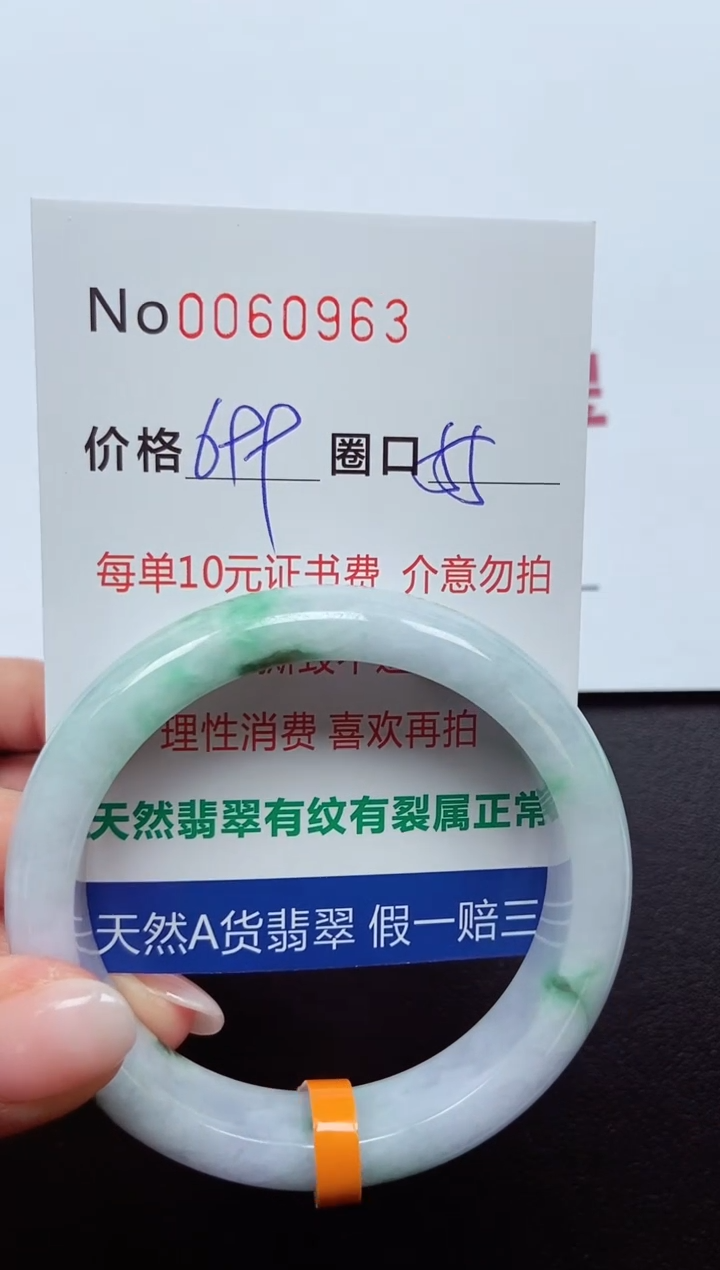 No0060963
价格 699 圈口 55
每单10元证书费 介意勿拍
理性消费 喜欢再拍
天然翡翠有纹有裂属正常
天然A货翡翠 假一赔三